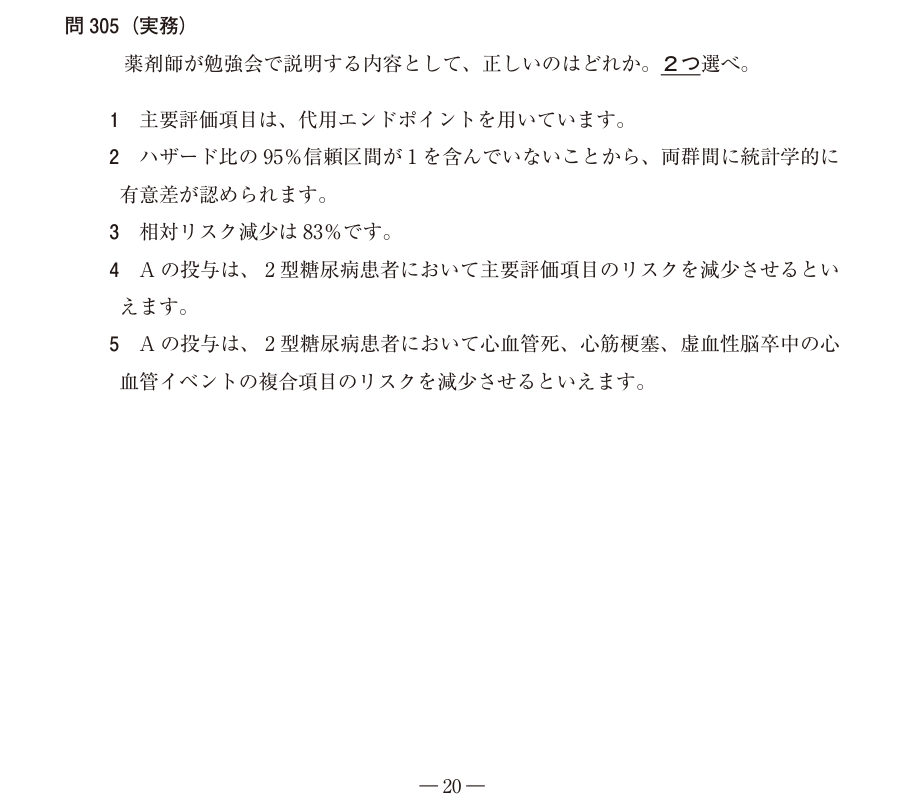 問 305（実務）
薬剤師が勉強会で説明する内容として、正しいのはどれか。２つ選べ。
1　主要評価項目は、代用エンドポイントを用いています。
2　ハザード比の 95％信頼区間が１を含んでいないことから、両群間に統計学的に
有意差が認められます。
3　相対リスク減少は 83％です。
4　Ａの投与は、２型糖尿病患者において主要評価項目のリスクを減少させるとい
えます。
5　Ａの投与は、２型糖尿病患者において心血管死、心筋梗塞、虚血性脳卒中の心
血管イベントの複合項目のリスクを減少させるといえます。
― 20 ―